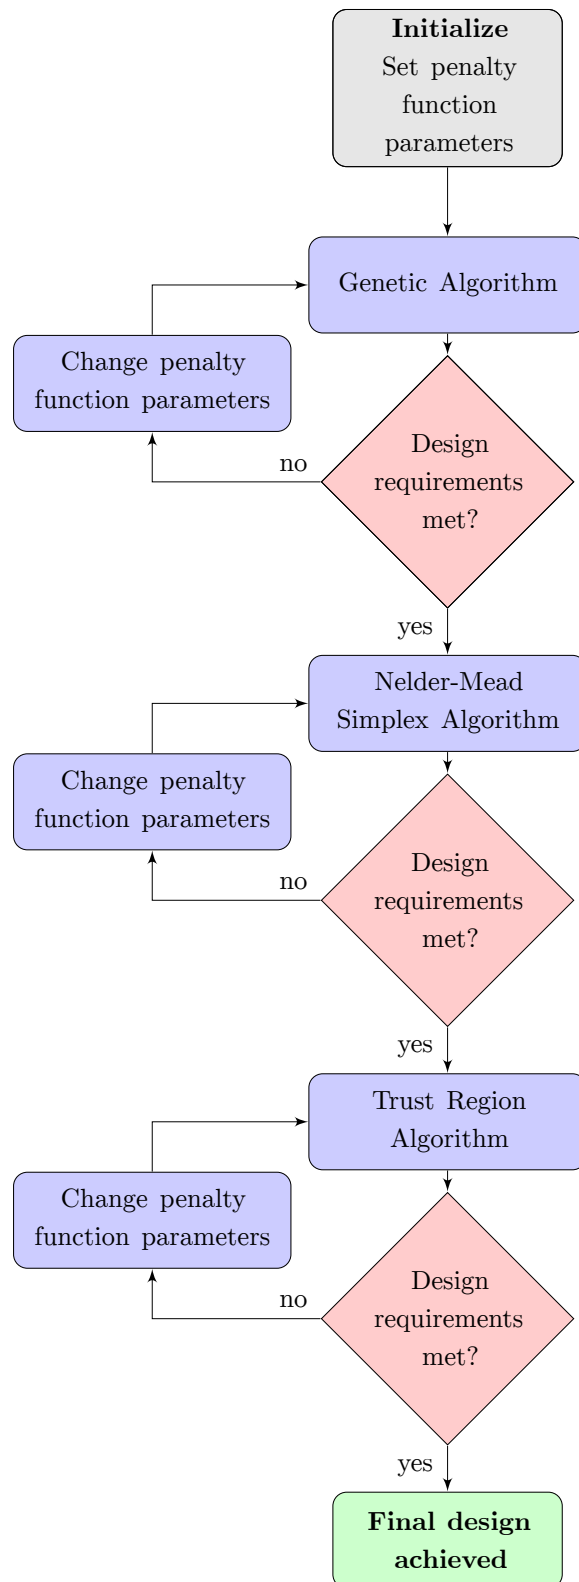 Initialize
Set penalty
function
parameters
Genetic Algorithm
Change penalty
function parameters
Design
requirements
met?
no
yes
Nelder-Mead
Simplex Algorithm
Change penalty
function parameters
Design
requirements
met?
no
yes
Trust Region
Algorithm
Change penalty
function parameters
Design
requirements
met?
no
yes
Final design
achieved